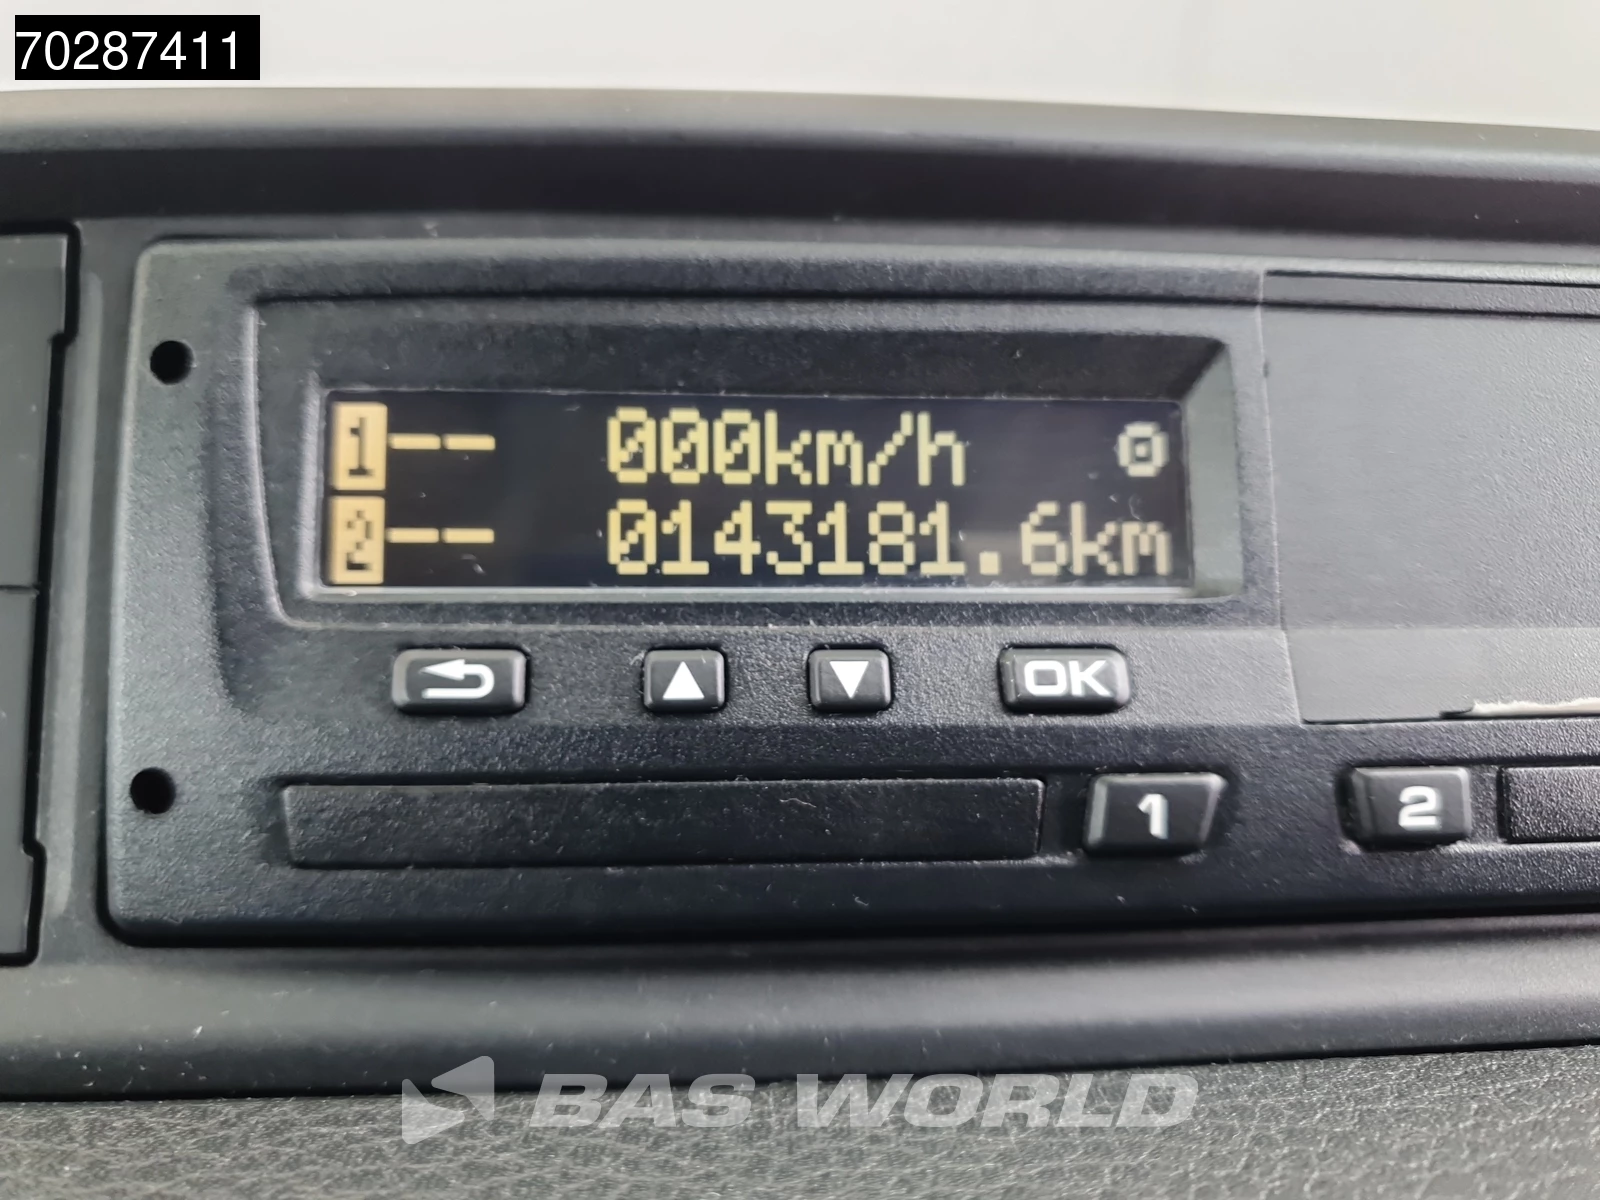 70287411
1 -- 000km/h
2 -- 0143181.6km
OK
1
2
BAS WORLD